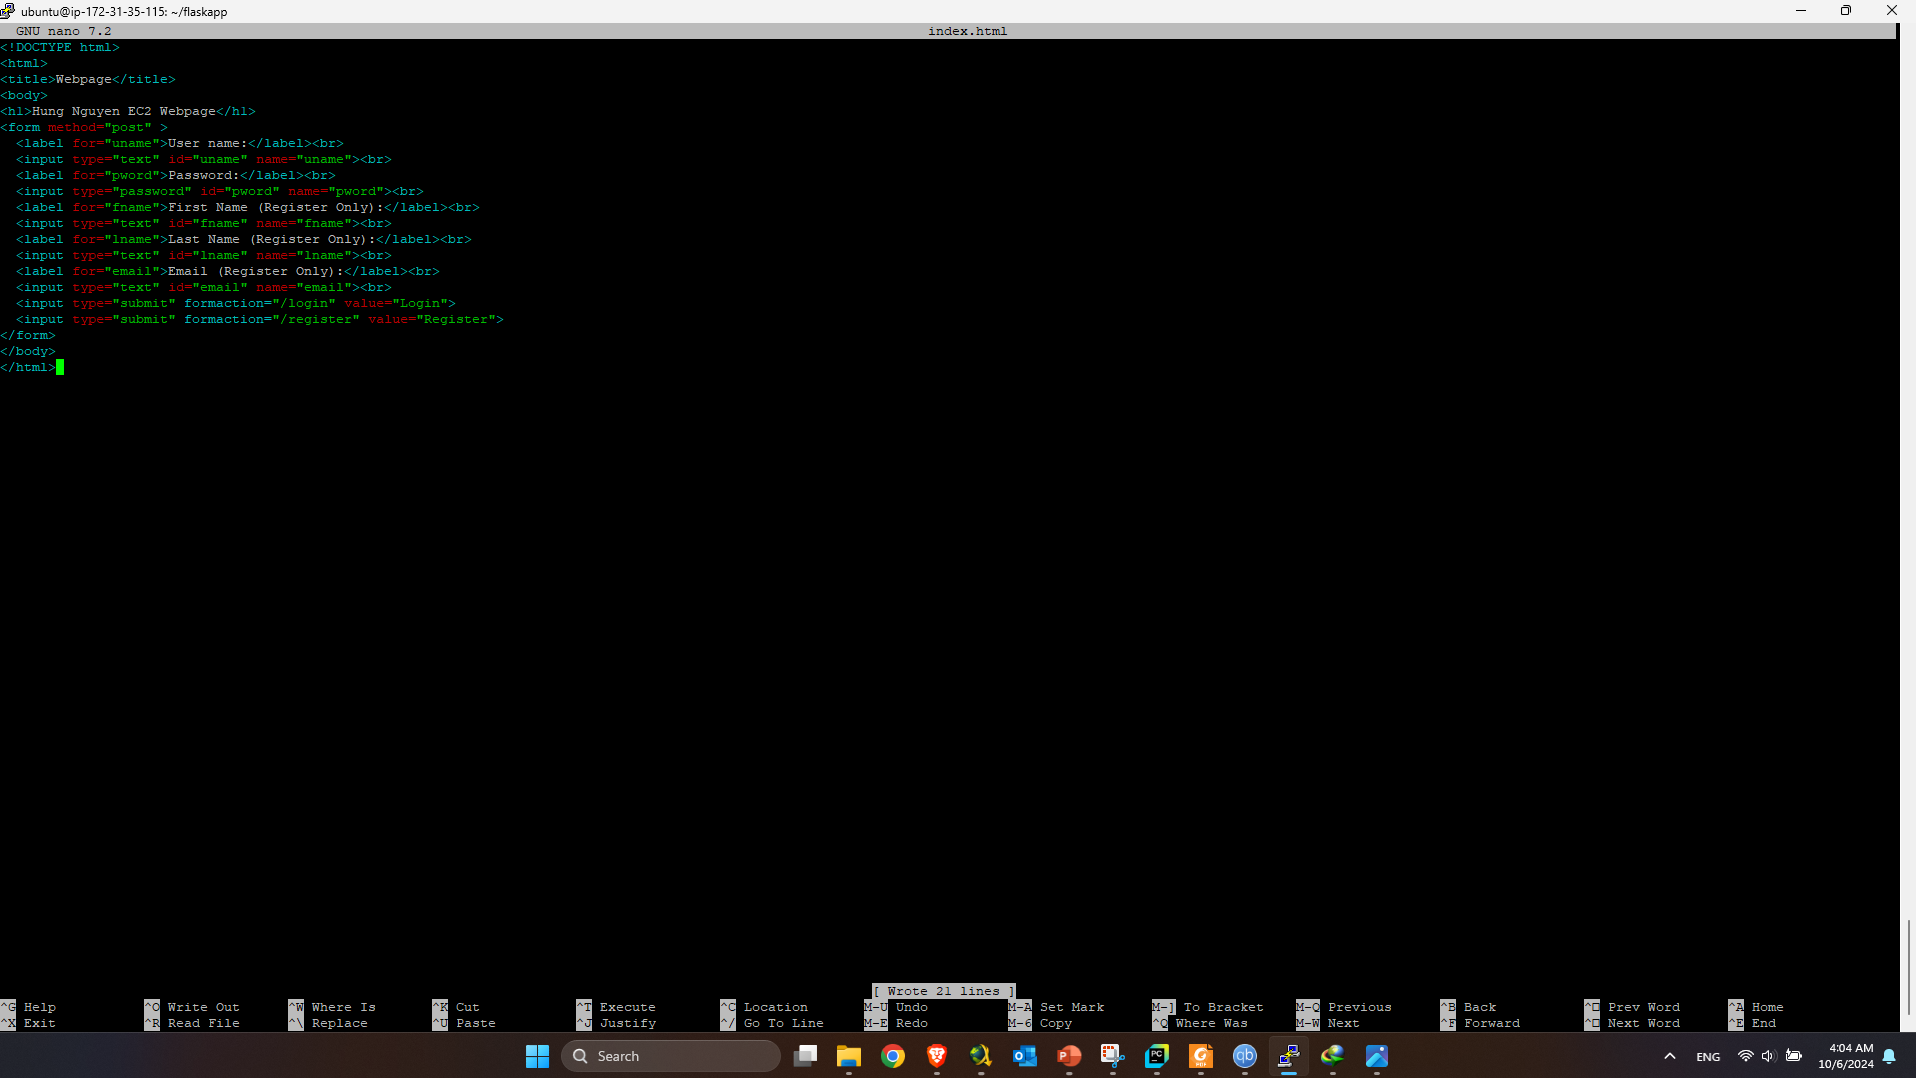 ubuntu@ip-172-31-35-115: ~/flaskapp
GNU nano 7.2 index.html
<!DOCTYPE html>
<html>
<title>Webpage</title>
<body>
<h1>Hung Nguyen EC2 Webpage</h1>
<form method="post" >
  <label for="uname">User name:</label><br>
  <input type="text" id="uname" name="uname"><br>
  <label for="pword">Password:</label><br>
  <input type="password" id="pword" name="pword"><br>
  <label for="fname">First Name (Register Only):</label><br>
  <input type="text" id="fname" name="fname"><br>
  <label for="lname">Last Name (Register Only):</label><br>
  <input type="text" id="lname" name="lname"><br>
  <label for="email">Email (Register Only):</label><br>
  <input type="text" id="email" name="email"><br>
  <input type="submit" formaction="/login" value="Login">
  <input type="submit" formaction="/register" value="Register">
</form>
</body>
</html>
[ Wrote 21 lines ]
^G Help ^O Write Out ^W Where Is ^K Cut ^T Execute ^C Location M-U Undo M-A Set Mark M-] To Bracket M-Q Previous ^B Back ^□ Prev Word ^A Home
^X Exit ^R Read File ^\ Replace ^U Paste ^J Justify ^/ Go To Line M-E Redo M-6 Copy ^Q Where Was M-W Next ^F Forward ^□ Next Word ^E End
Search PC qb ENG 4:04 AM
10/6/2024